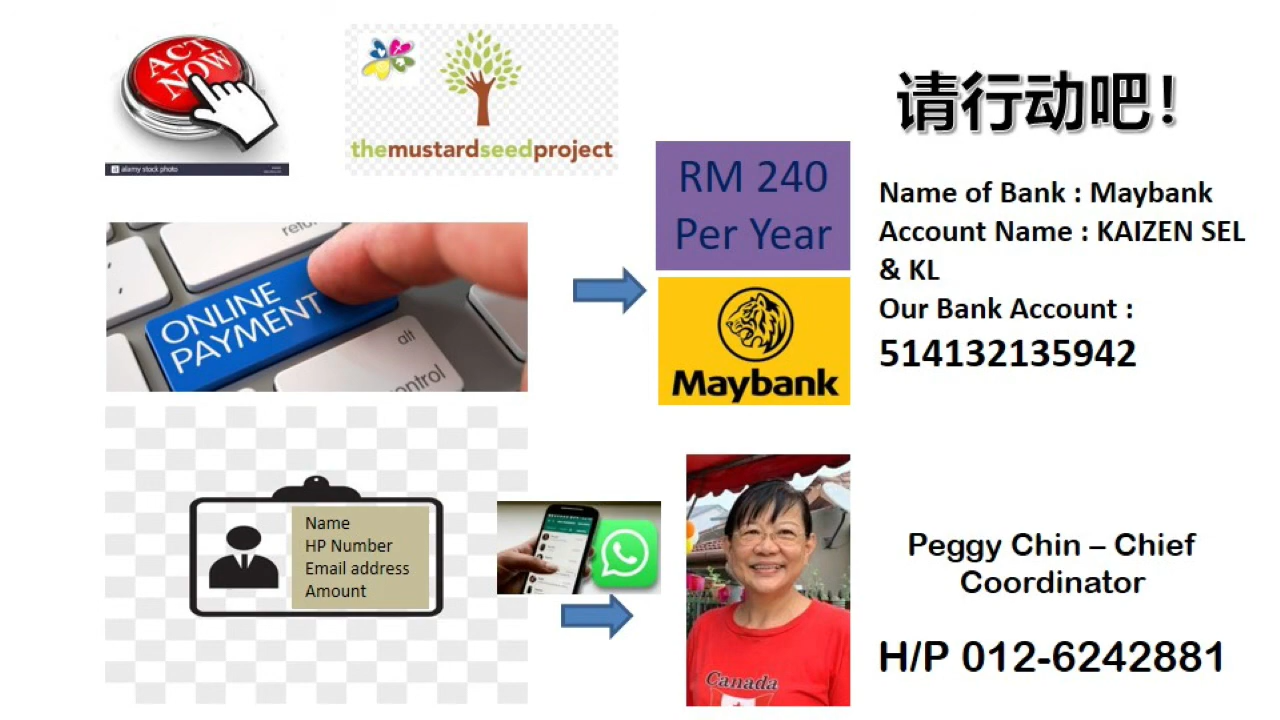 ACT
NOW
alamy stock photo
themustardseedproject
请行动吧！
RM 240
Per Year
Name of Bank : Maybank
Account Name : KAIZEN SEL
& KL
Our Bank Account :
514132135942
ONLINE
PAYMENT
alt
control
Maybank
Name
HP Number
Email address
Amount
Peggy Chin – Chief
Coordinator
H/P 012-6242881
Canada